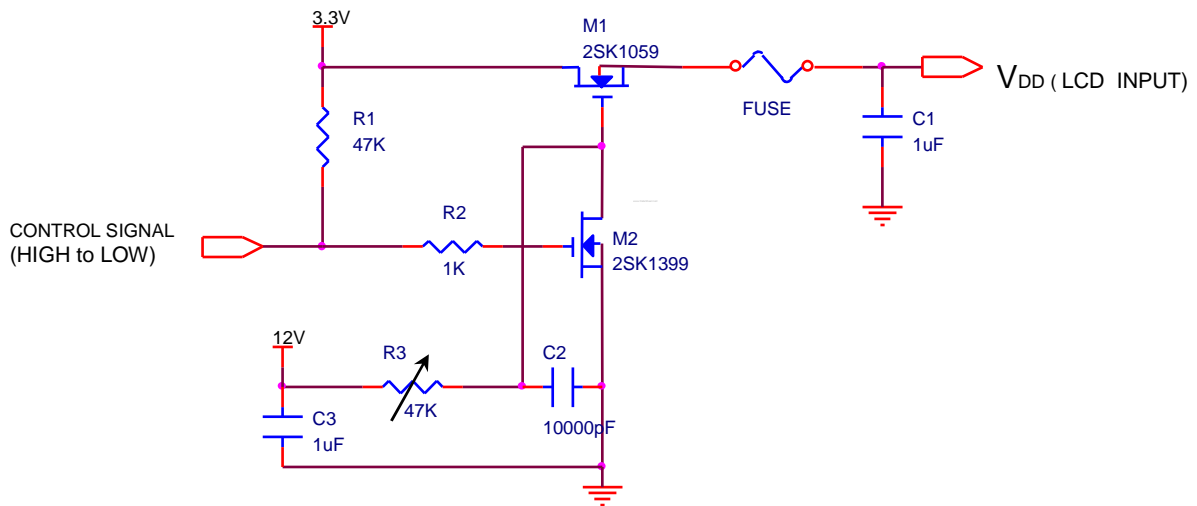 3.3V
M1
2SK1059
FUSE
VDD ( LCD INPUT)
R1
47K
C1
1uF
CONTROL SIGNAL
(HIGH to LOW)
R2
1K
M2
2SK1399
12V
R3
47K
C2
10000pF
C3
1uF